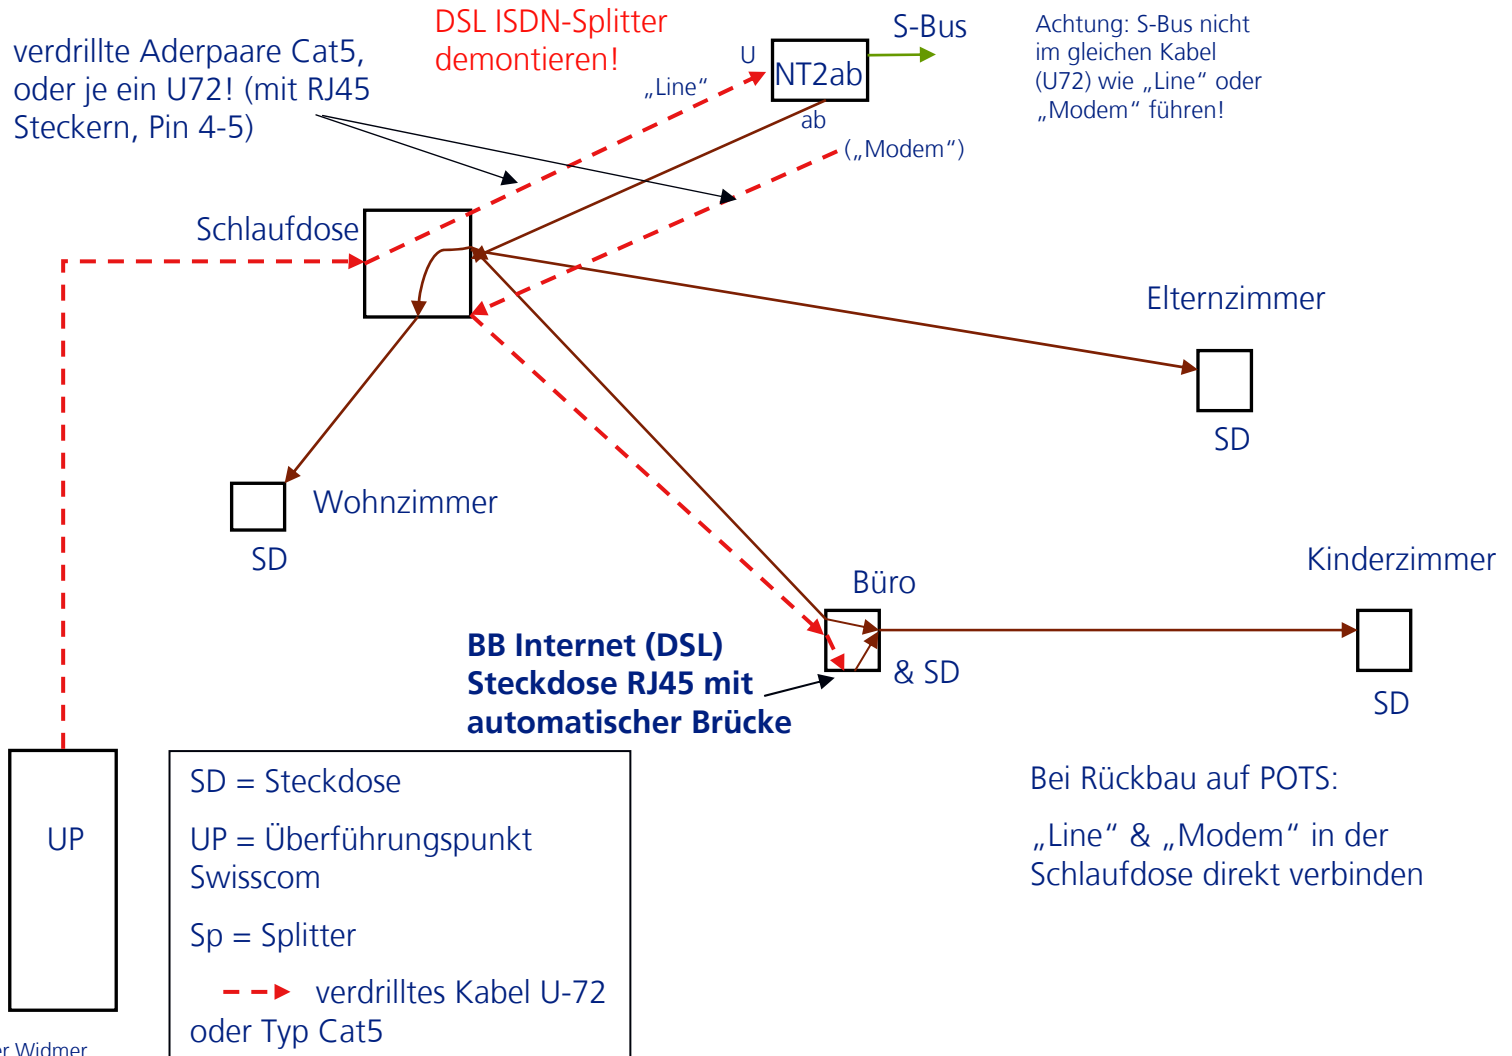 DSL ISDN-Splitter
demontieren!
verdrillte Aderpaare Cat5,
oder je ein U72! (mit RJ45
Steckern, Pin 4-5)
„Line“
U
NT2ab
ab
S-Bus
Achtung: S-Bus nicht
im gleichen Kabel
(U72) wie „Line“ oder
„Modem“ führen!
(„Modem“)
Schlaufdose
Elternzimmer
SD
Wohnzimmer
SD
Büro
& SD
Kinderzimmer
SD
BB Internet (DSL)
Steckdose RJ45 mit
automatischer Brücke
UP
SD = Steckdose
UP = Überführungspunkt
Swisscom
Sp = Splitter
verdrilltes Kabel U-72
oder Typ Cat5
Bei Rückbau auf POTS:
„Line“ & „Modem“ in der
Schlaufdose direkt verbinden
Widmer